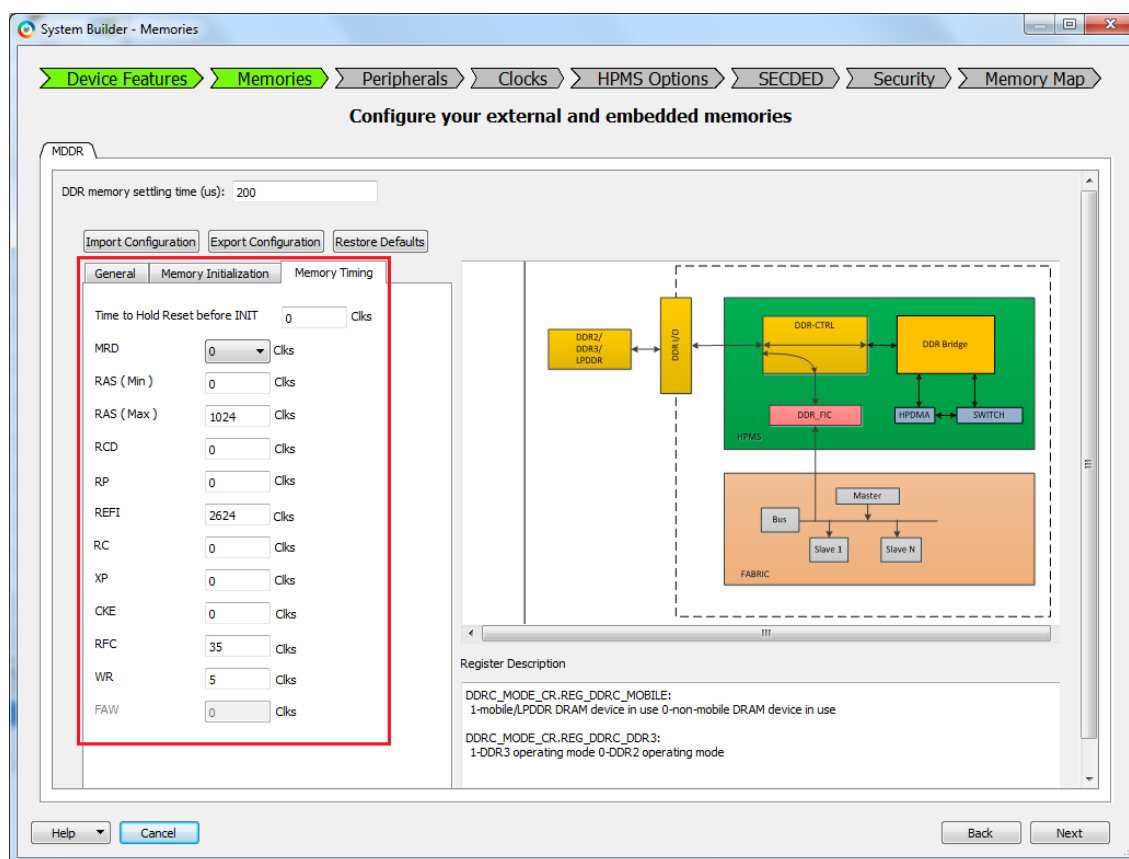 System Builder - Memories
Device Features Memories Peripherals Clocks HPMS Options SECDED Security Memory Map
Configure your external and embedded memories
MDDR
DDR memory settling time (us): 200
Import Configuration Export Configuration Restore Defaults
General Memory Initialization Memory Timing
Time to Hold Reset before INIT 0 Clks
MRD 0 Clks
RAS ( Min ) 0 Clks
RAS ( Max ) 1024 Clks
RCD 0 Clks
RP 0 Clks
REFI 2624 Clks
RC 0 Clks
XP 0 Clks
CKE 0 Clks
RFC 35 Clks
WR 5 Clks
FAW 0 Clks
DDR2/
DDR3/
LPDDR
DDR I/O
DDR-CTRL
DDR Bridge
DDR_FIC
HPDMA
SWITCH
HPMS
Master
Bus
Slave 1
Slave N
FABRIC
Register Description
DDRC_MODE_CR.REG_DDRC_MOBILE:
1-mobile/LPDDR DRAM device in use 0-non-mobile DRAM device in use
DDRC_MODE_CR.REG_DDRC_DDR3:
1-DDR3 operating mode 0-DDR2 operating mode
Help Cancel Back Next